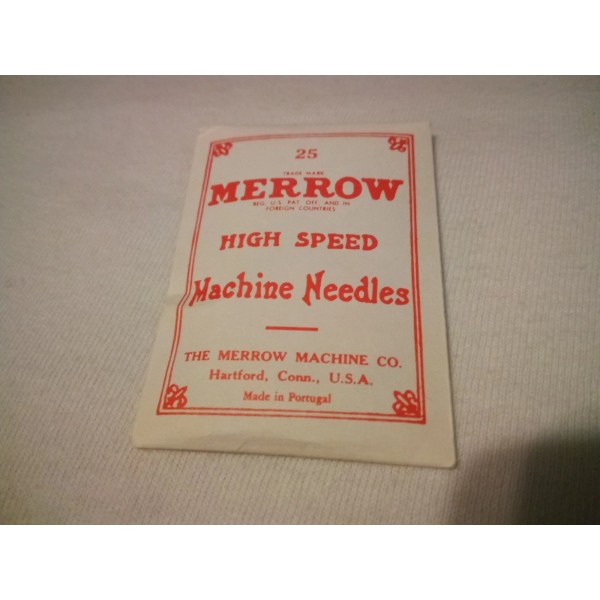 25
TRADE MARK
MERROW
REG. U.S. PAT. OFF. AND IN
FOREIGN COUNTRIES
HIGH SPEED
Machine Needles
THE MERROW MACHINE CO.
Hartford, Conn., U.S.A.
Made in Portugal